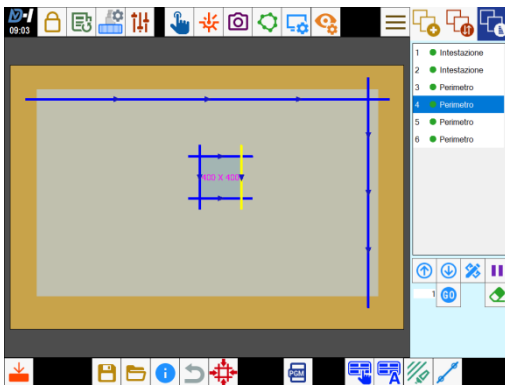 09:03
1 Intestazione
2 Intestazione
3 Perimetro
4 Perimetro
5 Perimetro
6 Perimetro
400 X 400
1 GO
PGM
A